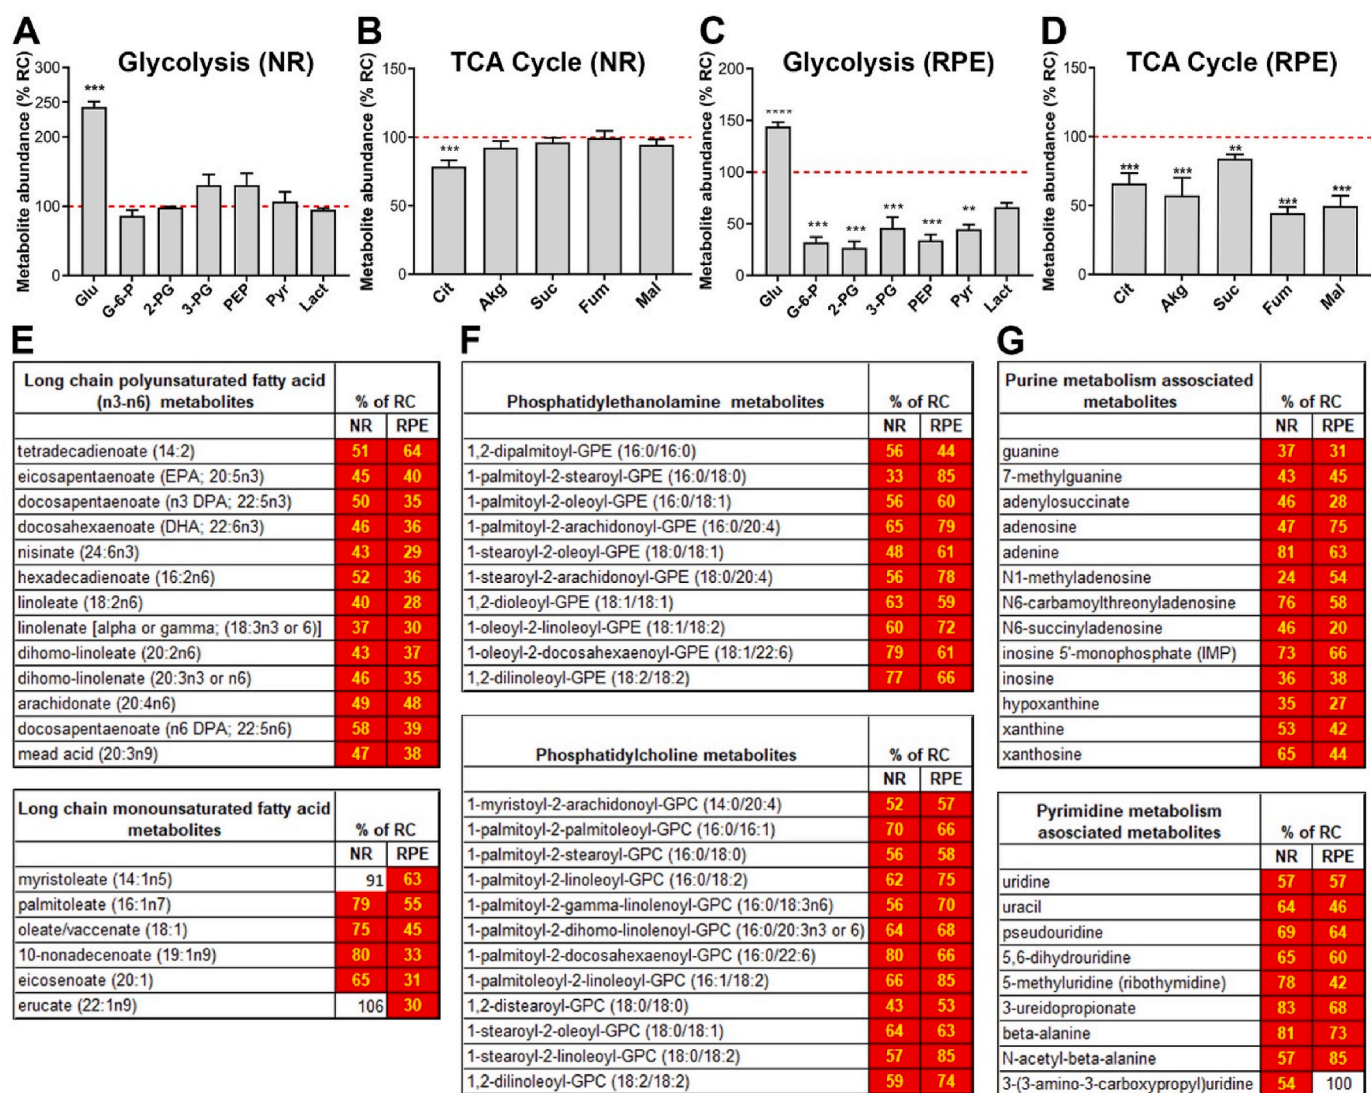 A
Glycolysis (NR)
Metabolite abundance (% RC)
300
250
200
150
100
50
0
***
Glu
G-6-P
2-PG
3-PG
PEP
Pyr
Lact
B
TCA Cycle (NR)
Metabolite abundance (% RC)
150
100
50
0
***
Cit
Akg
Suc
Fum
Mal
C
Glycolysis (RPE)
Metabolite abundance (% RC)
200
150
100
50
0
****
***
***
***
***
**
Glu
G-6-P
2-PG
3-PG
PEP
Pyr
Lact
D
TCA Cycle (RPE)
Metabolite abundance (% RC)
150
100
50
0
***
***
**
***
***
Cit
Akg
Suc
Fum
Mal
E
Long chain polyunsaturated fatty acid
(n3-n6) metabolites % of RC
NR RPE
tetradecadienoate (14:2) 51 64
eicosapentaenoate (EPA; 20:5n3) 45 40
docosapentaenoate (n3 DPA; 22:5n3) 50 35
docosahexaenoate (DHA; 22:6n3) 46 36
nisinate (24:6n3) 43 29
hexadecadienoate (16:2n6) 52 36
linoleate (18:2n6) 40 28
linolenate [alpha or gamma; (18:3n3 or 6)] 37 30
dihomo-linoleate (20:2n6) 43 37
dihomo-linolenate (20:3n3 or n6) 46 35
arachidonate (20:4n6) 49 48
docosapentaenoate (n6 DPA; 22:5n6) 58 39
mead acid (20:3n9) 47 38
Long chain monounsaturated fatty acid
metabolites % of RC
NR RPE
myristoleate (14:1n5) 91 63
palmitoleate (16:1n7) 79 55
oleate/vaccenate (18:1) 75 45
10-nonadecenoate (19:1n9) 80 33
eicosenoate (20:1) 65 31
erucate (22:1n9) 106 30
F
Phosphatidylethanolamine metabolites % of RC
NR RPE
1,2-dipalmitoyl-GPE (16:0/16:0) 56 44
1-palmitoyl-2-stearoyl-GPE (16:0/18:0) 33 85
1-palmitoyl-2-oleoyl-GPE (16:0/18:1) 56 60
1-palmitoyl-2-arachidonoyl-GPE (16:0/20:4) 65 79
1-stearoyl-2-oleoyl-GPE (18:0/18:1) 48 61
1-stearoyl-2-arachidonoyl-GPE (18:0/20:4) 56 78
1,2-dioleoyl-GPE (18:1/18:1) 63 59
1-oleoyl-2-linoleoyl-GPE (18:1/18:2) 60 72
1-oleoyl-2-docosahexaenoyl-GPE (18:1/22:6) 79 61
1,2-dilinoleoyl-GPE (18:2/18:2) 77 66
Phosphatidylcholine metabolites % of RC
NR RPE
1-myristoyl-2-arachidonoyl-GPC (14:0/20:4) 52 57
1-palmitoyl-2-palmitoleoyl-GPC (16:0/16:1) 70 66
1-palmitoyl-2-stearoyl-GPC (16:0/18:0) 56 58
1-palmitoyl-2-linoleoyl-GPC (16:0/18:2) 62 75
1-palmitoyl-2-gamma-linolenoyl-GPC (16:0/18:3n6) 56 70
1-palmitoyl-2-dihomo-linolenoyl-GPC (16:0/20:3n3 or 6) 64 68
1-palmitoyl-2-docosahexaenoyl-GPC (16:0/22:6) 80 66
1-palmitoleoyl-2-linoleoyl-GPC (16:1/18:2) 66 85
1,2-distearoyl-GPC (18:0/18:0) 43 53
1-stearoyl-2-oleoyl-GPC (18:0/18:1) 64 63
1-stearoyl-2-linoleoyl-GPC (18:0/18:2) 57 85
1,2-dilinoleoyl-GPC (18:2/18:2) 59 74
G
Purine metabolism assosciated
metabolites % of RC
NR RPE
guanine 37 31
7-methylguanine 43 45
adenylosuccinate 46 28
adenosine 47 75
adenine 81 63
N1-methyladenosine 24 54
N6-carbamoylthreonyladenosine 76 58
N6-succinyladenosine 46 20
inosine 5'-monophosphate (IMP) 73 66
inosine 36 38
hypoxanthine 35 27
xanthine 53 42
xanthosine 65 44
Pyrimidine metabolism
asosciated metabolites % of RC
NR RPE
uridine 57 57
uracil 64 46
pseudouridine 69 64
5,6-dihydrouridine 65 60
5-methyluridine (ribothymidine) 78 42
3-ureidopropionate 83 68
beta-alanine 81 73
N-acetyl-beta-alanine 57 85
3-(3-amino-3-carboxypropyl)uridine 54 100